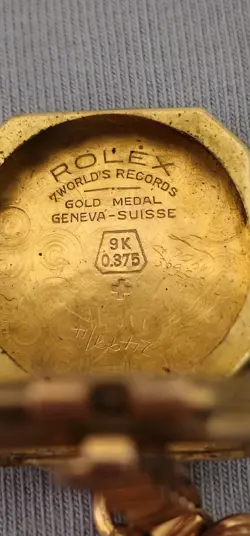 ROLEX
7 WORLD'S RECORDS
GOLD MEDAL
GENEVA-SUISSE
9K
0.375